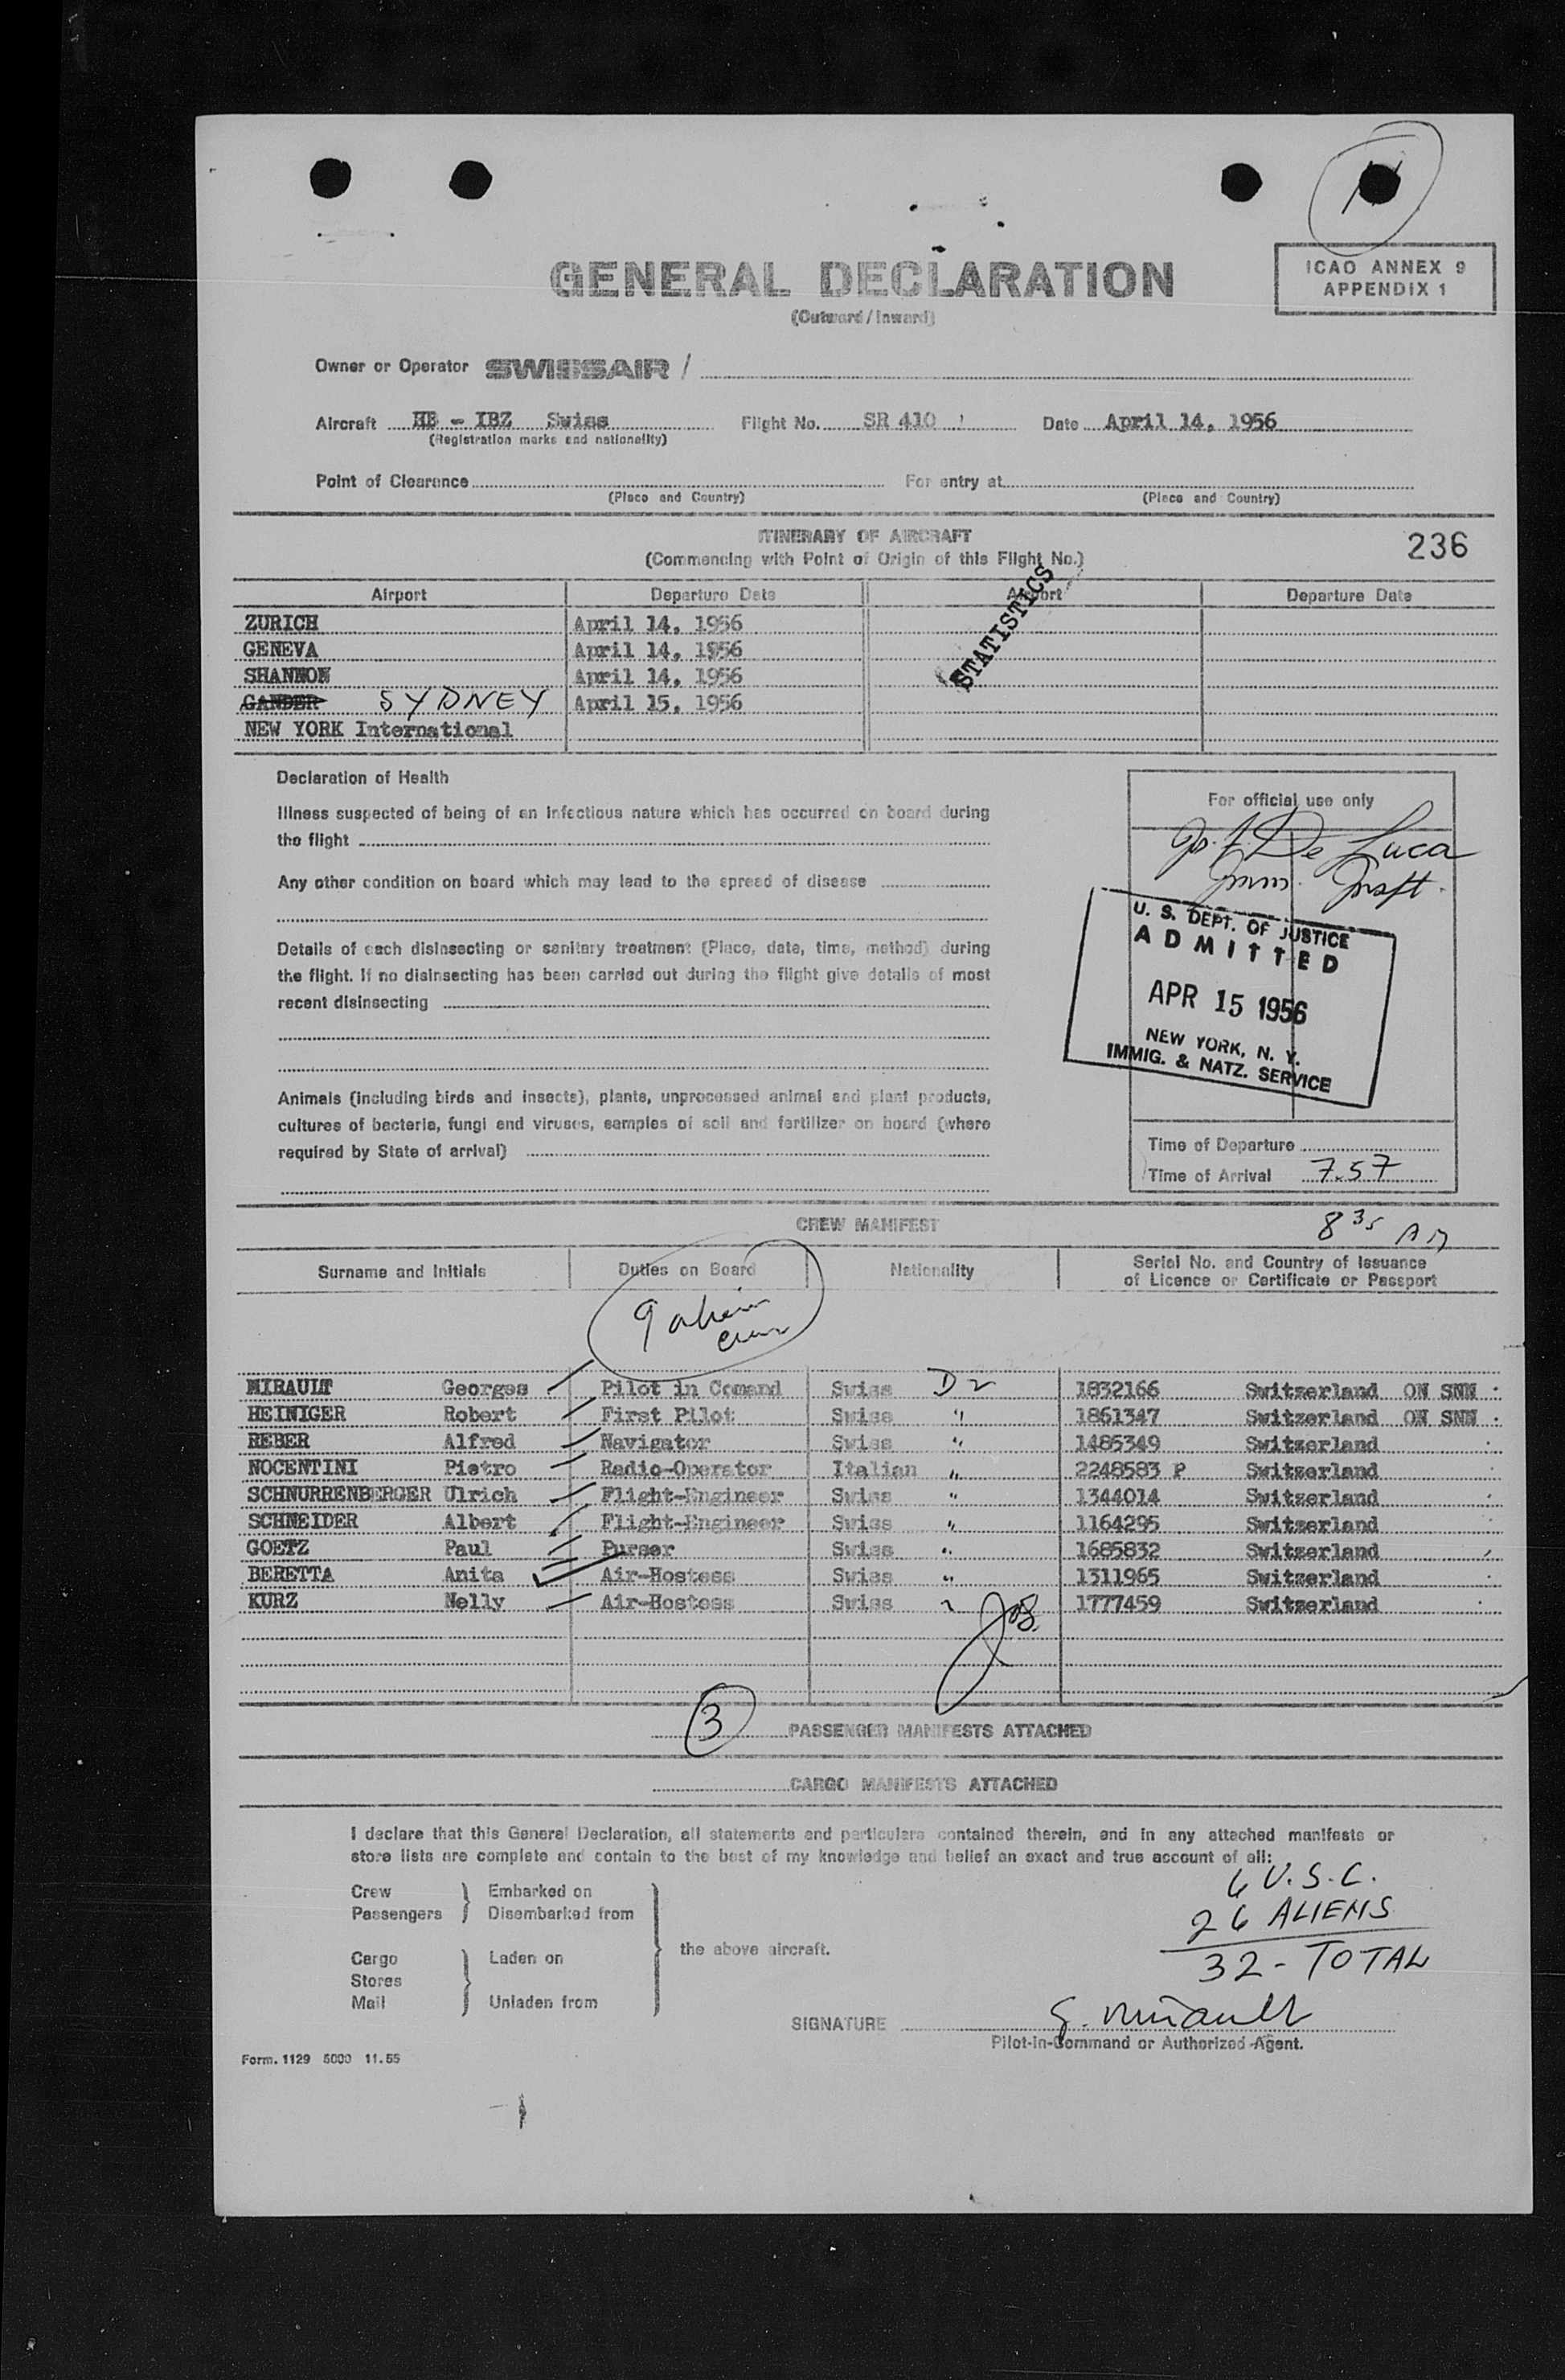 11
GENERAL DECLARATION
(Outward/Inward)
ICAO ANNEX 9
APPENDIX 1
Owner or Operator SWISSAIR /
Aircraft HB - IBZ Swiss Flight No. SR 410 Date April 14, 1956
(Registration marks and nationality)
Point of Clearance For entry at
(Place and Country) (Place and Country)
ITINERARY OF AIRCRAFT
(Commencing with Point of Origin of this Flight No.)
236
STATISTICS
Airport Departure Date Airport Departure Date
ZURICH April 14, 1956
GENEVA April 14, 1956
SHANNON April 14, 1956
GANDER SYDNEY April 15, 1956
NEW YORK International
Declaration of Health
Illness suspected of being of an infectious nature which has occurred on board during
the flight
Any other condition on board which may lead to the spread of disease
Details of each disinsecting or sanitary treatment (Place, date, time, method) during
the flight. If no disinsecting has been carried out during the flight give details of most
recent disinsecting
Animals (including birds and insects), plants, unprocessed animal and plant products,
cultures of bacteria, fungi and viruses, samples of soil and fertilizer on board (where
required by State of arrival)
For official use only
De Luca
Imm. Inspt.
U. S. DEPT. OF JUSTICE
ADMITTED
APR 15 1956
NEW YORK, N. Y.
IMMIG. & NATZ. SERVICE
Time of Departure
Time of Arrival 7.57
8 35 AM
CREW MANIFEST
Surname and Initials Duties on Board Nationality Serial No. and Country of Issuance
of Licence or Certificate or Passport
9 alien
crew
MIRAULT Georges Pilot in Comand Swiss D2 1832166 Switzerland ON SNN
HEINIGER Robert First Pilot Swiss " 1861347 Switzerland ON SNN
REBER Alfred Navigator Swiss " 1485349 Switzerland
NOCENTINI Pietro Radio-Operator Italian " 2248583 P Switzerland
SCHNURRENBERGER Ulrich Flight-Engineer Swiss " 1344014 Switzerland
SCHNEIDER Albert Flight-Engineer Swiss " 1164295 Switzerland
GOETZ Paul Purser Swiss " 1685832 Switzerland
BERETTA Anita Air-Hostess Swiss " 1311965 Switzerland
KURZ Nelly Air-Hostess Swiss " 1777459 Switzerland
3 PASSENGER MANIFESTS ATTACHED
CARGO MANIFESTS ATTACHED
I declare that this General Declaration, all statements and particulars contained therein, and in any attached manifests or
store lists are complete and contain to the best of my knowledge and belief an exact and true account of all:
6 U.S.C.
26 ALIENS
32 - TOTAL
Crew Embarked on
Passengers Disembarked from
the above aircraft.
Cargo Laden on
Stores
Mail Unladen from
SIGNATURE G. Mirault
Pilot-in-Command or Authorized Agent.
Form. 1129 5000 11.55